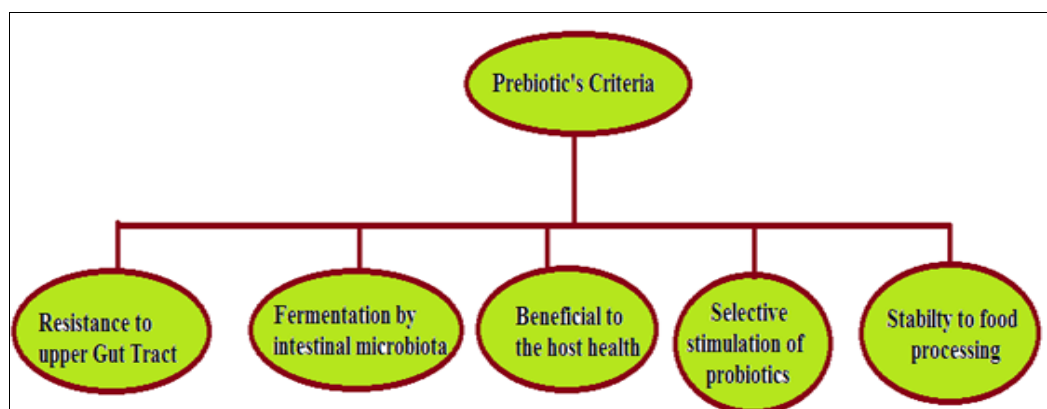 Prebiotic's Criteria
Resistance to
upper Gut Tract
Fermentation by
intestinal microbiota
Beneficial to
the host health
Selective
stimulation of
probiotics
Stabilty to food
processing